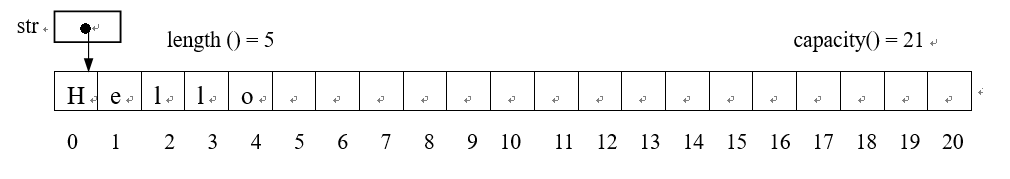 str
length () = 5 capacity() = 21
H e l l o
0 1 2 3 4 5 6 7 8 9 10 11 12 13 14 15 16 17 18 19 20